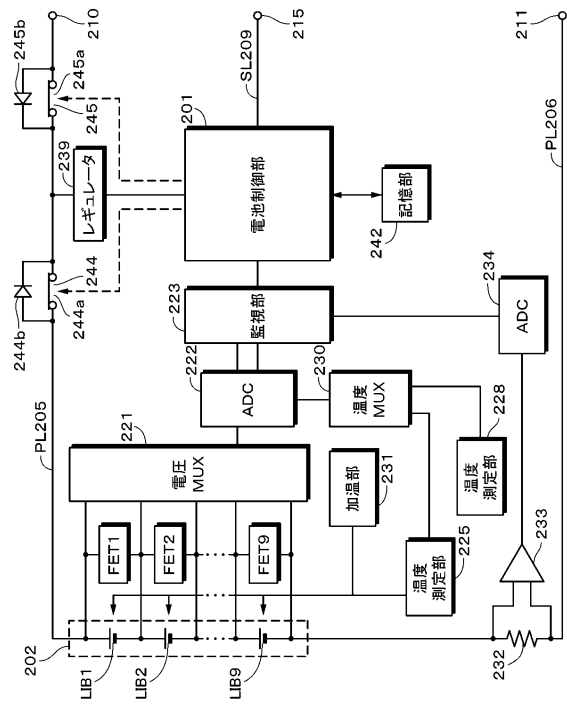 245b
210
245a
245
239
レギュレータ
244
244a
244b
PL205
215
SL209
201
電池制御部
242
記憶部
223
監視部
222
ADC
230
温度
MUX
221
電圧
MUX
231
加温部
228
温度
測定部
225
温度
測定部
FET1
FET2
FET9
202
LIB1
LIB2
LIB9
211
PL206
234
ADC
233
232